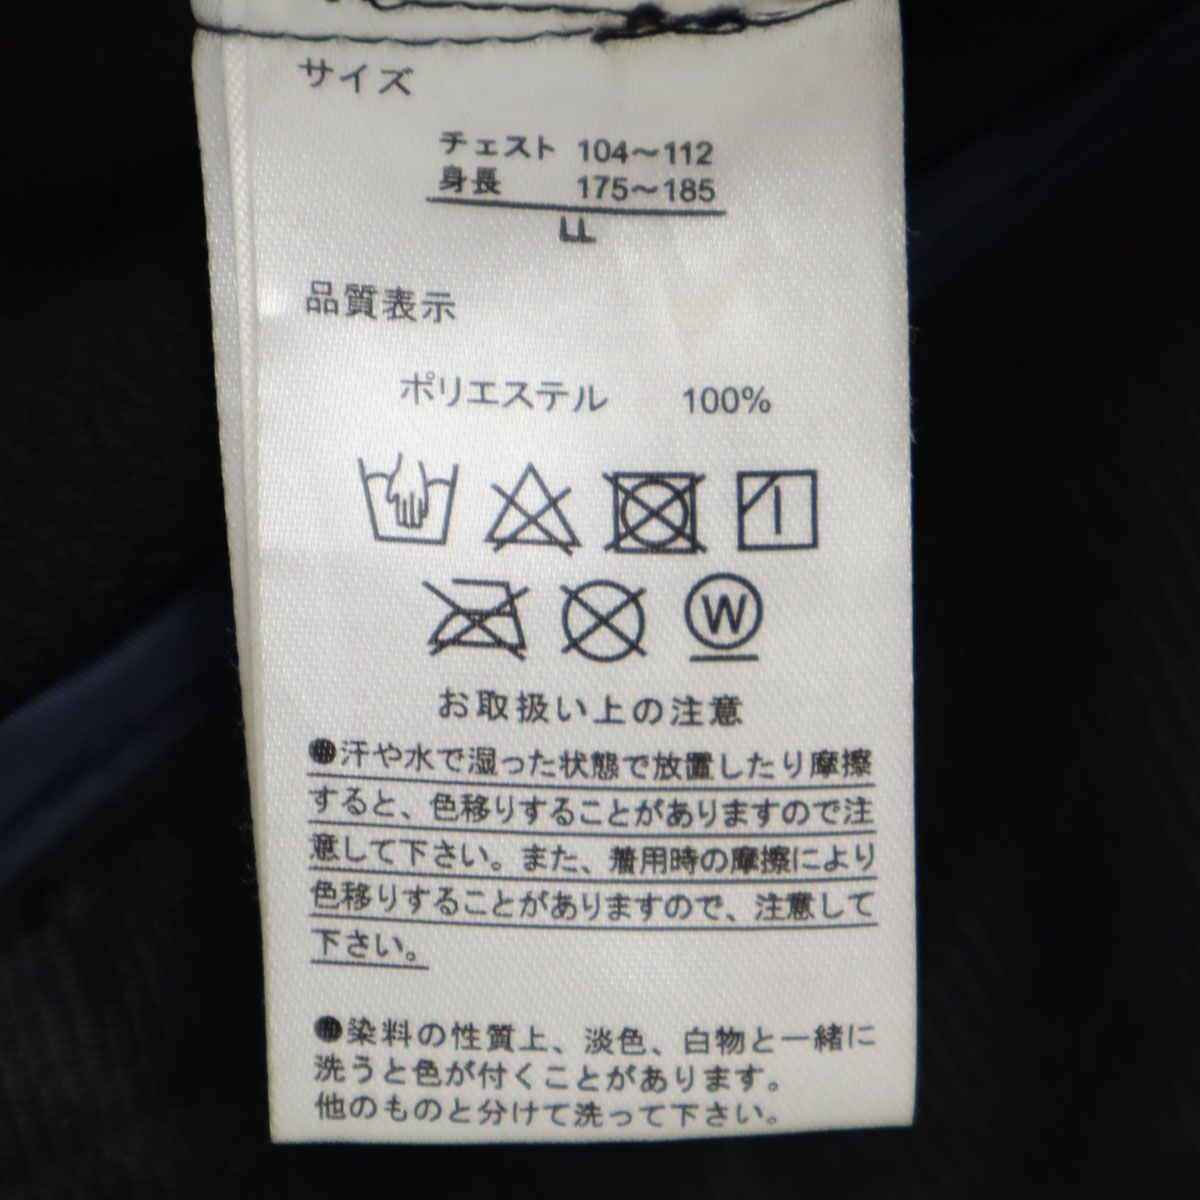 サイズ
チェスト 104～112
身長 175～185
LL
品質表示
ポリエステル 100%
W
お取扱い上の注意
●汗や水で湿った状態で放置したり摩擦
すると、色移りすることがありますので注
意して下さい。また、着用時の摩擦により
色移りすることがありますので、注意して
下さい。
●染料の性質上、淡色、白物と一緒に
洗うと色が付くことがあります。
他のものと分けて洗って下さい。